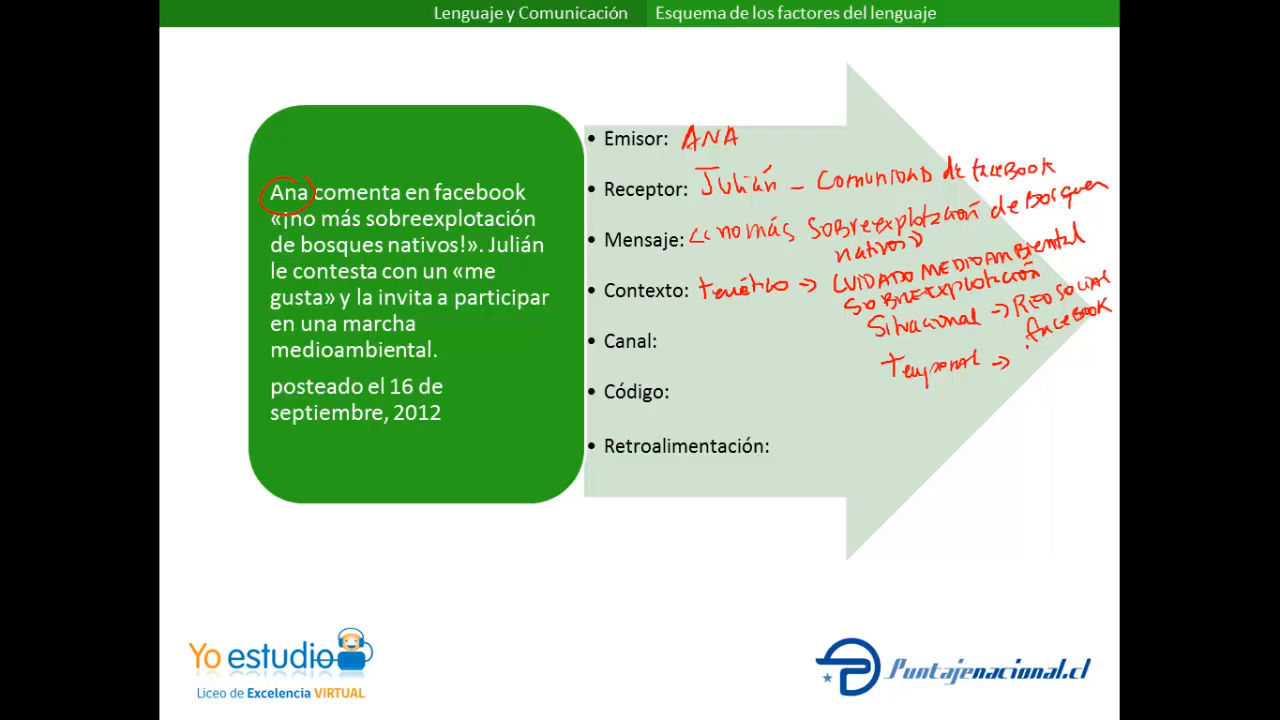 Lenguaje y Comunicación Esquema de los factores del lenguaje
Ana comenta en facebook
«¡no más sobreexplotación
de bosques nativos!». Julián
le contesta con un «me
gusta» y la invita a participar
en una marcha
medioambiental.
posteado el 16 de
septiembre, 2012
• Emisor: ANA
• Receptor: Julián – Comunidad de facebook
• Mensaje: «¡no más sobreexplotación de bosques
nativos»
• Contexto: temático → CUIDADO MEDIOAMBIental
SOBREexplotación
Situacional → RED SOCIAL
facebook
temporal →
• Canal:
• Código:
• Retroalimentación:
Yo estudio
Liceo de Excelencia VIRTUAL
Puntajenacional.cl